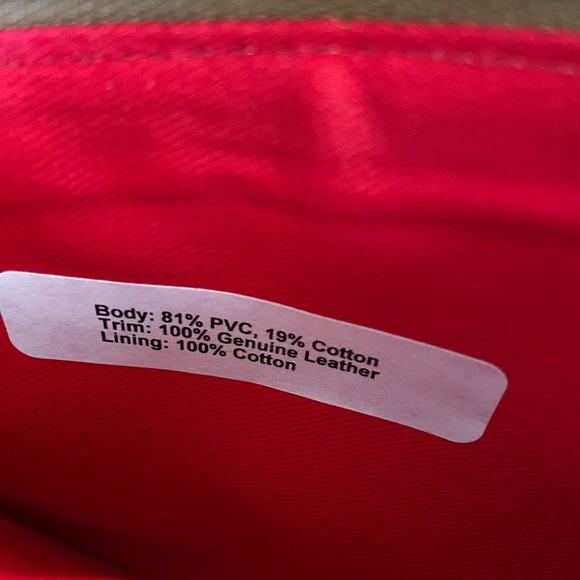 Body: 81% PVC, 19% Cotton
Trim: 100% Genuine Leather
Lining: 100% Cotton